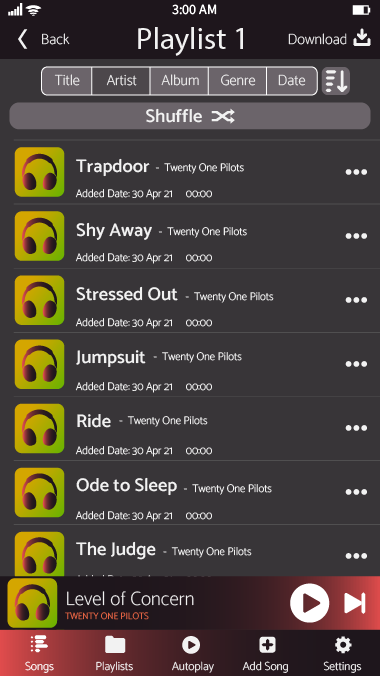 3:00 AM
Back Playlist 1 Download
Title Artist Album Genre Date
Shuffle
Trapdoor - Twenty One Pilots
Added Date: 30 Apr 21 00:00
Shy Away - Twenty One Pilots
Added Date: 30 Apr 21 00:00
Stressed Out - Twenty One Pilots
Added Date: 30 Apr 21 00:00
Jumpsuit - Twenty One Pilots
Added Date: 30 Apr 21 00:00
Ride - Twenty One Pilots
Added Date: 30 Apr 21 00:00
Ode to Sleep - Twenty One Pilots
Added Date: 30 Apr 21 00:00
The Judge - Twenty One Pilots
Level of Concern
TWENTY ONE PILOTS
Songs Playlists Autoplay Add Song Settings